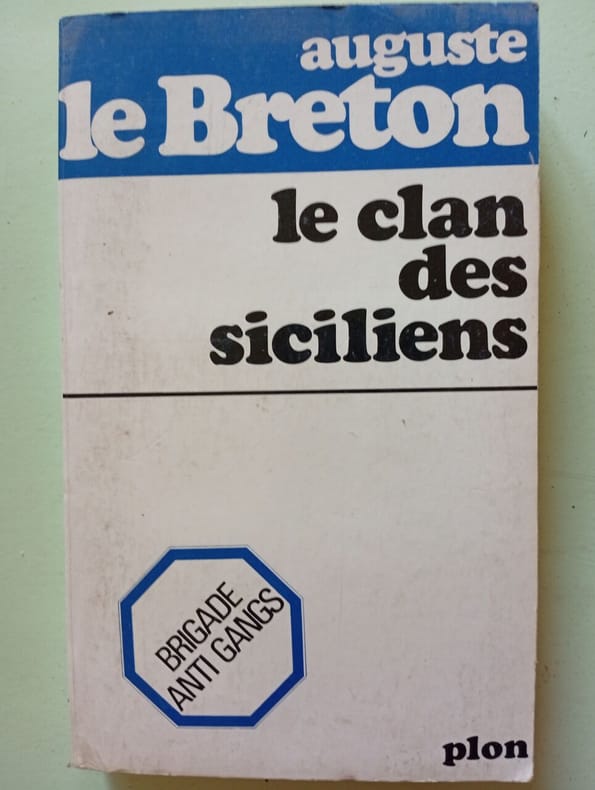 auguste
le Breton
le clan
des
siciliens
BRIGADE
ANTI GANGS
plon